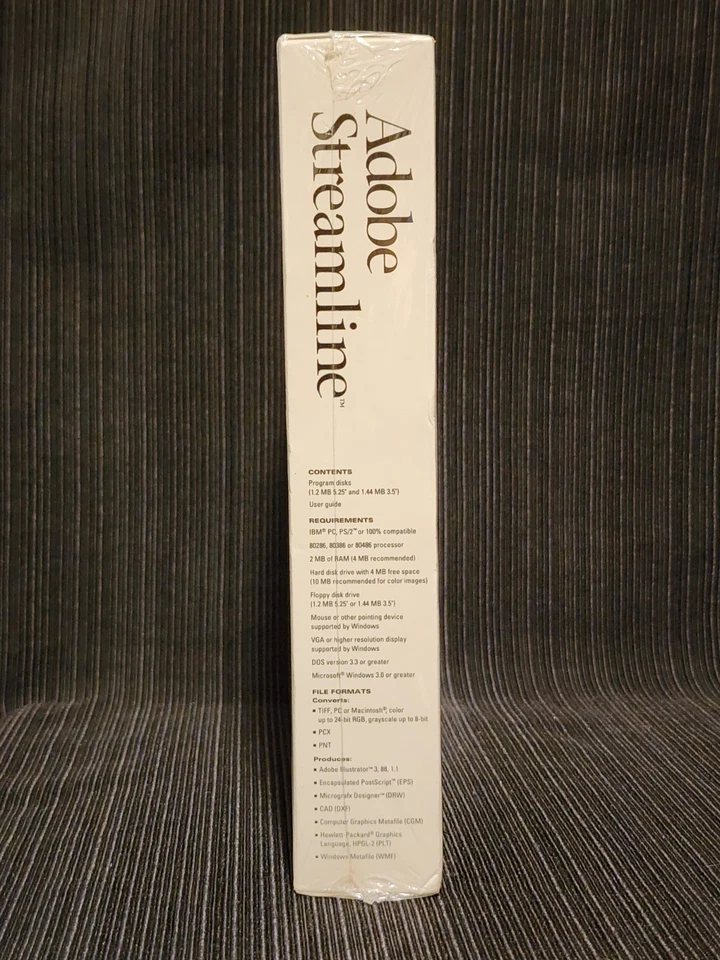 Adobe
Streamline™
CONTENTS
Program disks
(1.2 MB 5.25" and 1.44 MB 3.5")
User guide
REQUIREMENTS
IBM® PC, PS/2™ or 100% compatible
80286, 80386 or 80486 processor
2 MB of RAM (4 MB recommended)
Hard disk drive with 4 MB free space
(10 MB recommended for color images)
Floppy disk drive
(1.2 MB 5.25" or 1.44 MB 3.5")
Mouse or other pointing device
supported by Windows
VGA or higher resolution display
supported by Windows
DOS version 3.3 or greater
Microsoft® Windows 3.0 or greater
FILE FORMATS
Converts:
▪ TIFF, PC or Macintosh®, color
up to 24-bit RGB, grayscale up to 8-bit
▪ PCX
▪ PNT
Produces:
▪ Adobe Illustrator™ 3, 88, 1.1
▪ Encapsulated PostScript™ (EPS)
▪ Micrografx Designer™ (DRW)
▪ CAD (DXF)
▪ Computer Graphics Metafile (CGM)
▪ Hewlett-Packard® Graphics
Language, HPGL-2 (PLT)
▪ Windows Metafile (WMF)